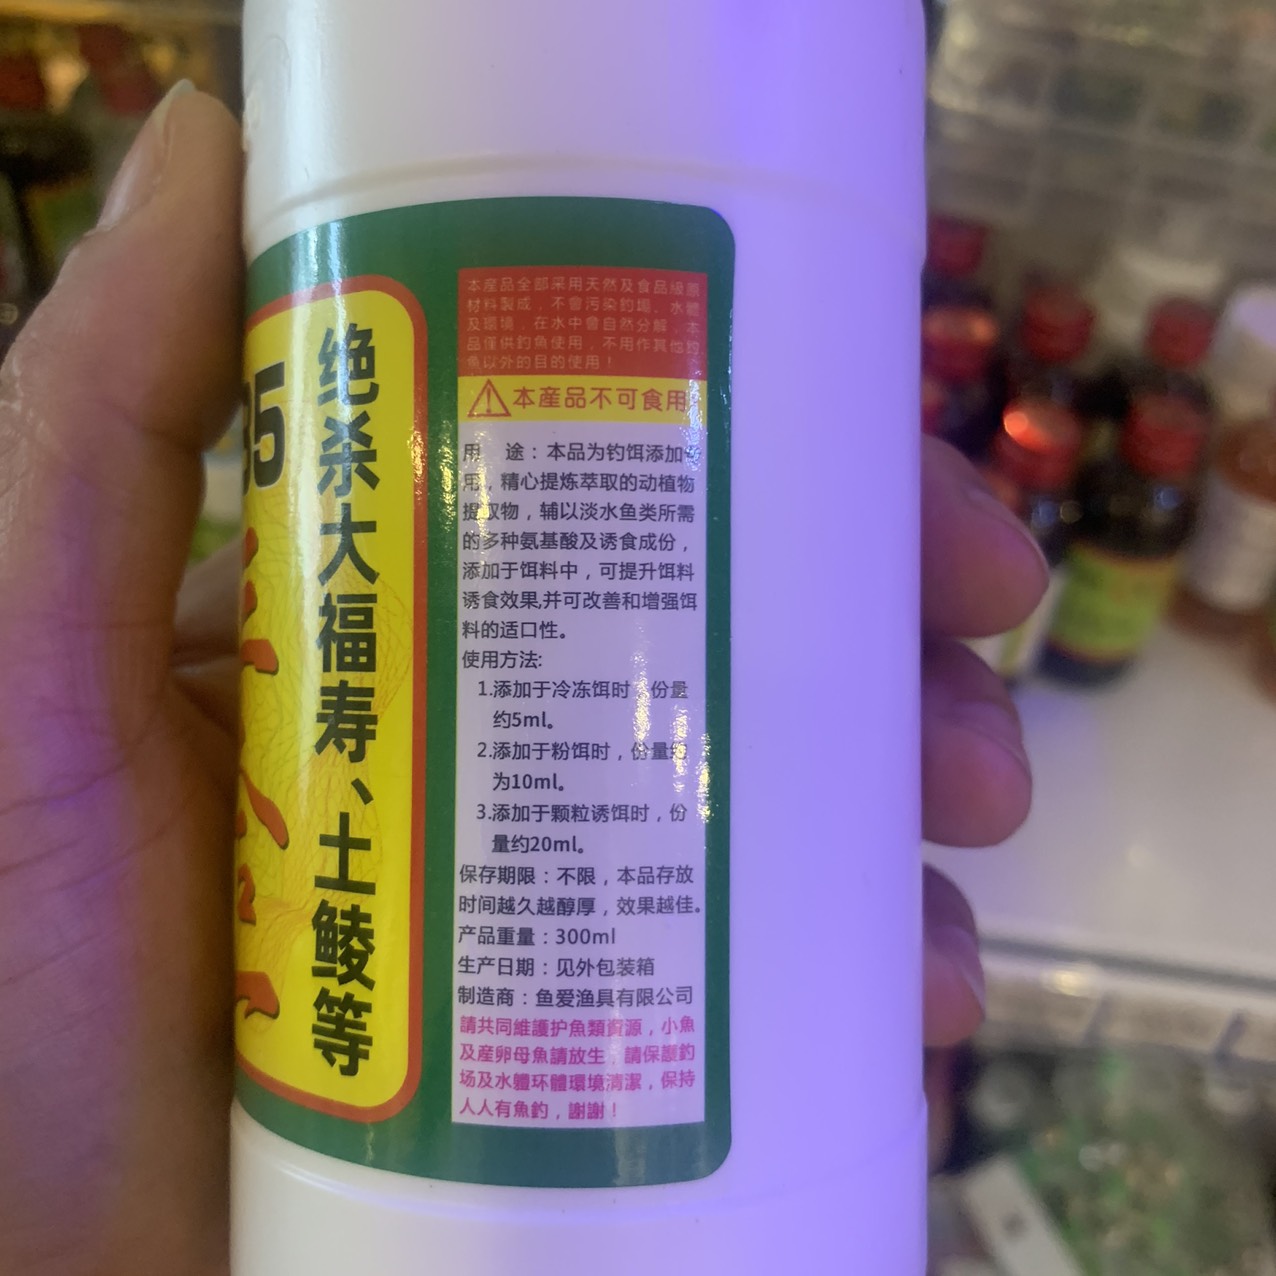 绝杀大福寿、土鲮等
35
本産品全部采用天然及食品級原
材料製成，不會污染釣場、水體
及環境，在水中會自然分解，本
品僅供釣魚使用，不用作其他釣
魚以外的目的使用！
本産品不可食用
用 途：本品为钓饵添加
用，精心提炼萃取的动植物
提取物，辅以淡水鱼类所需
的多种氨基酸及诱食成份，
添加于饵料中，可提升饵料
诱食效果,并可改善和增强饵
料的适口性。
使用方法:
1.添加于冷冻饵时，份量
约5ml。
2.添加于粉饵时，份量约
为10ml。
3.添加于颗粒诱饵时，份
量约20ml。
保存期限：不限，本品存放
时间越久越醇厚，效果越佳。
产品重量：300ml
生产日期：见外包装箱
制造商：鱼爱渔具有限公司
請共同維護护魚類資源，小魚
及産卵母魚請放生，請保護釣
场及水體环體環境清潔，保持
人人有魚釣，謝謝！